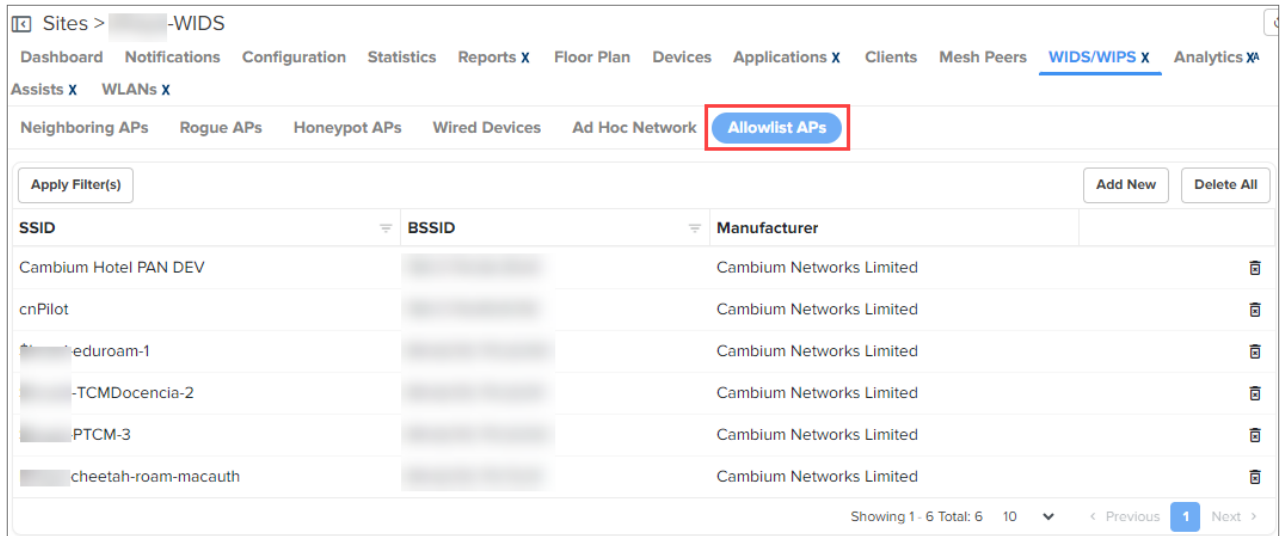 Sites > -WIDS
Dashboard Notifications Configuration Statistics Reports X Floor Plan Devices Applications X Clients Mesh Peers WIDS/WIPS X Analytics XA
Assists X WLANs X
Neighboring APs Rogue APs Honeypot APs Wired Devices Ad Hoc Network Allowlist APs
Apply Filter(s) Add New Delete All
SSID BSSID Manufacturer
Cambium Hotel PAN DEV Cambium Networks Limited
cnPilot Cambium Networks Limited
-eduroam-1 Cambium Networks Limited
-TCMDocencia-2 Cambium Networks Limited
-PTCM-3 Cambium Networks Limited
cheetah-roam-macauth Cambium Networks Limited
Showing 1 - 6 Total: 6 10 < Previous 1 Next >